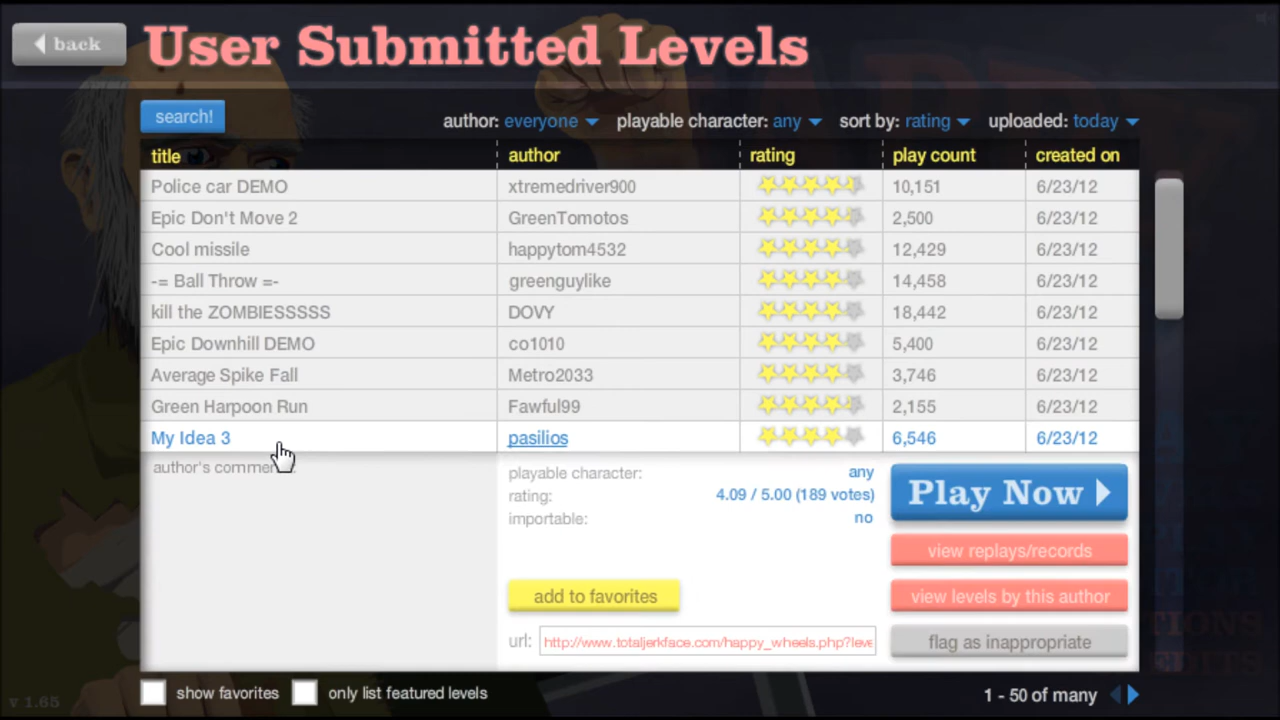 back
User Submitted Levels
search!
author: everyone playable character: any sort by: rating uploaded: today
title author rating play count created on
Police car DEMO xtremedriver900 10,151 6/23/12
Epic Don't Move 2 GreenTomotos 2,500 6/23/12
Cool missile happytom4532 12,429 6/23/12
-= Ball Throw =- greenguylike 14,458 6/23/12
kill the ZOMBIESSSSS DOVY 18,442 6/23/12
Epic Downhill DEMO co1010 5,400 6/23/12
Average Spike Fall Metro2033 3,746 6/23/12
Green Harpoon Run Fawful99 2,155 6/23/12
My Idea 3 pasilios 6,546 6/23/12
author's
playable character: any
rating: 4.09 / 5.00 (189 votes)
importable: no
Play Now
view replays/records
add to favorites
view levels by this author
url: http://www.totaljerkface.com/happy_wheels.php?leve
flag as inappropriate
show favorites only list featured levels 1 - 50 of many
v 1.65